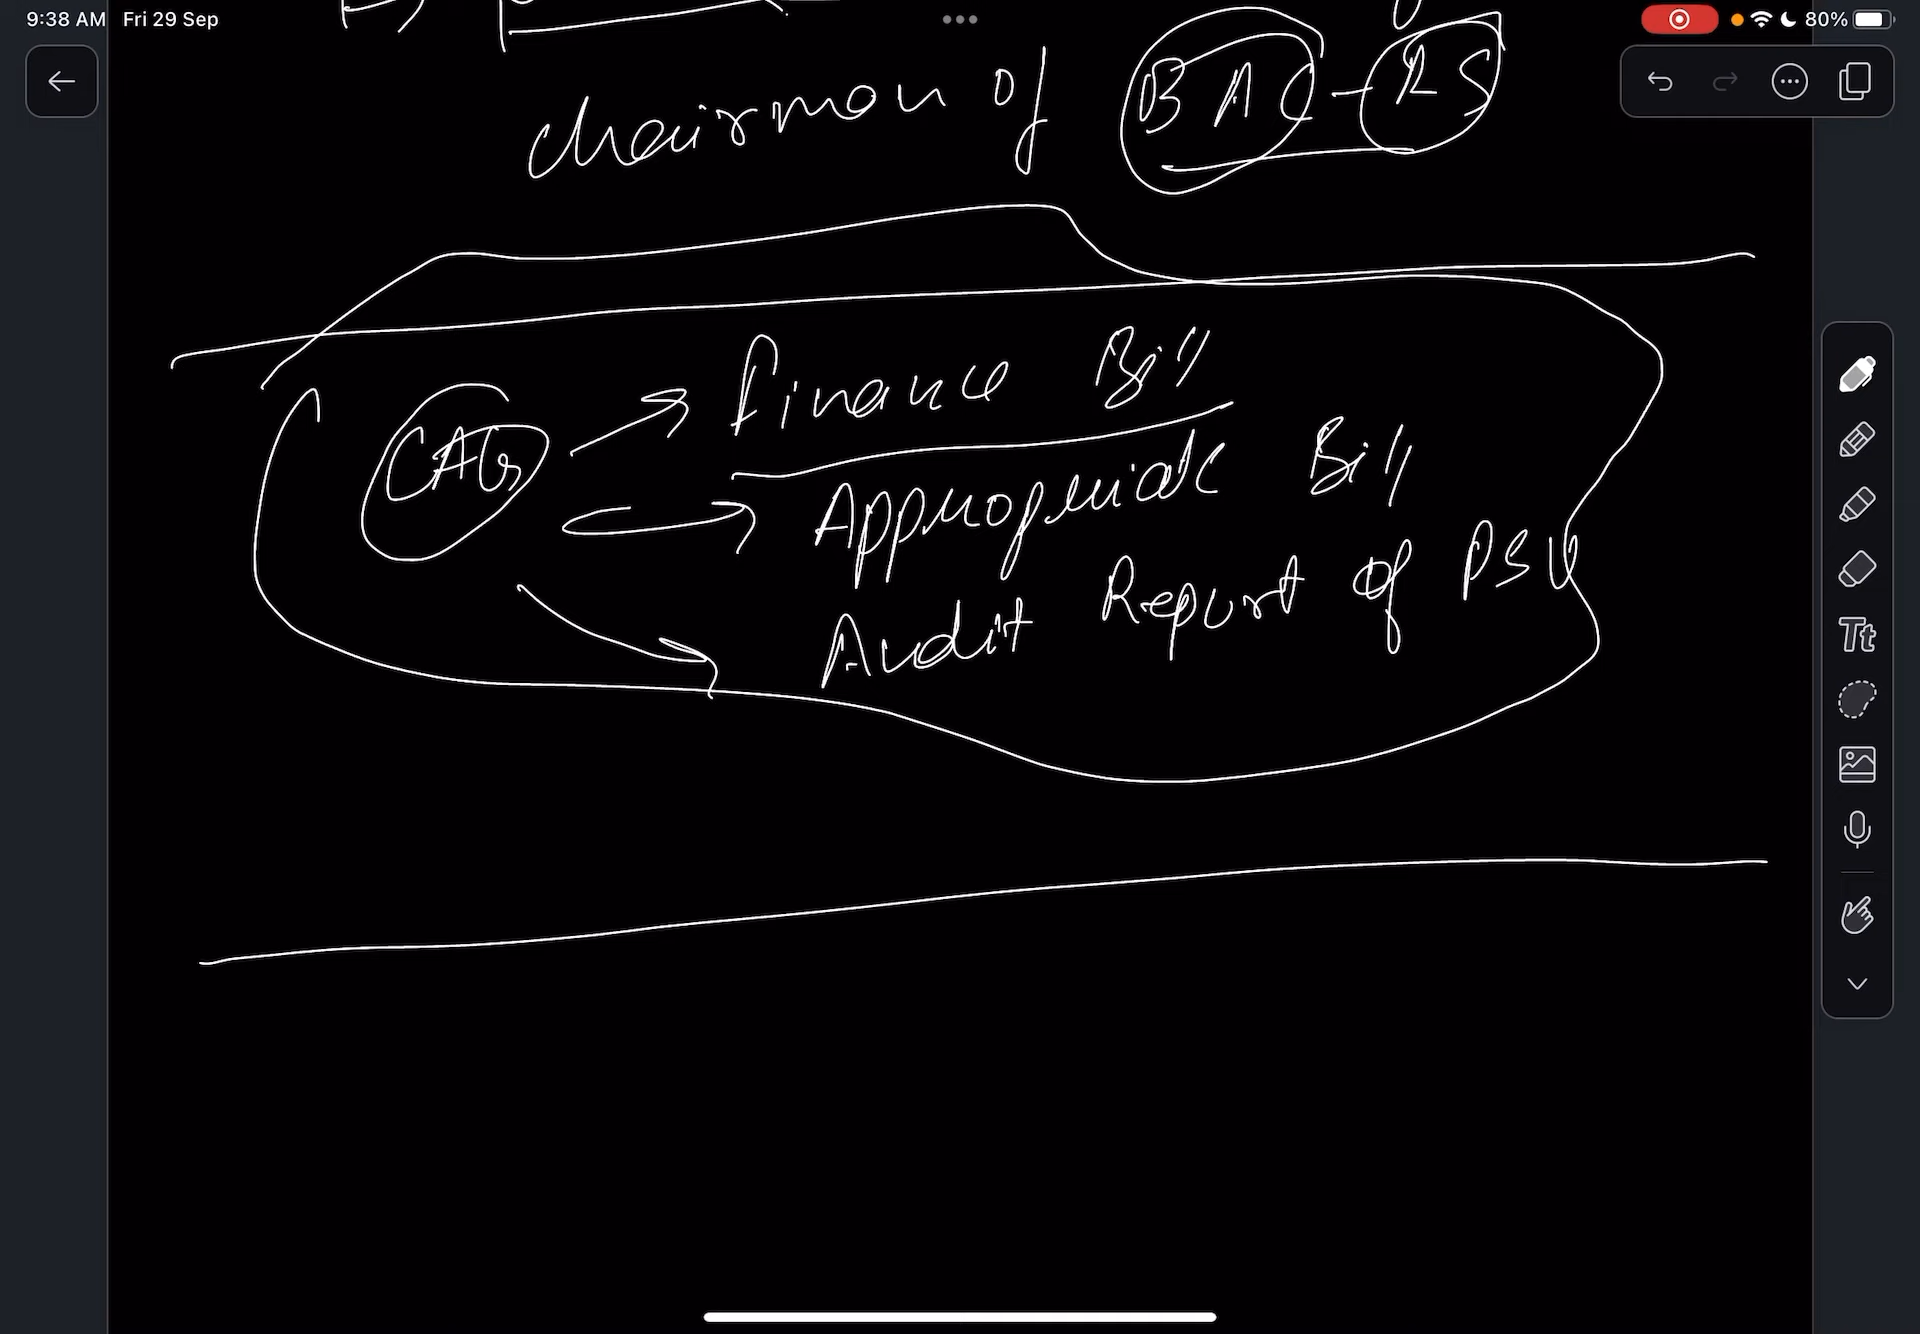 9:38 AM Fri 29 Sep
80%
chairman of BAC - RS
CAG
Finance Bill
Appropriate Bill
Audit Report of PSU
Tt